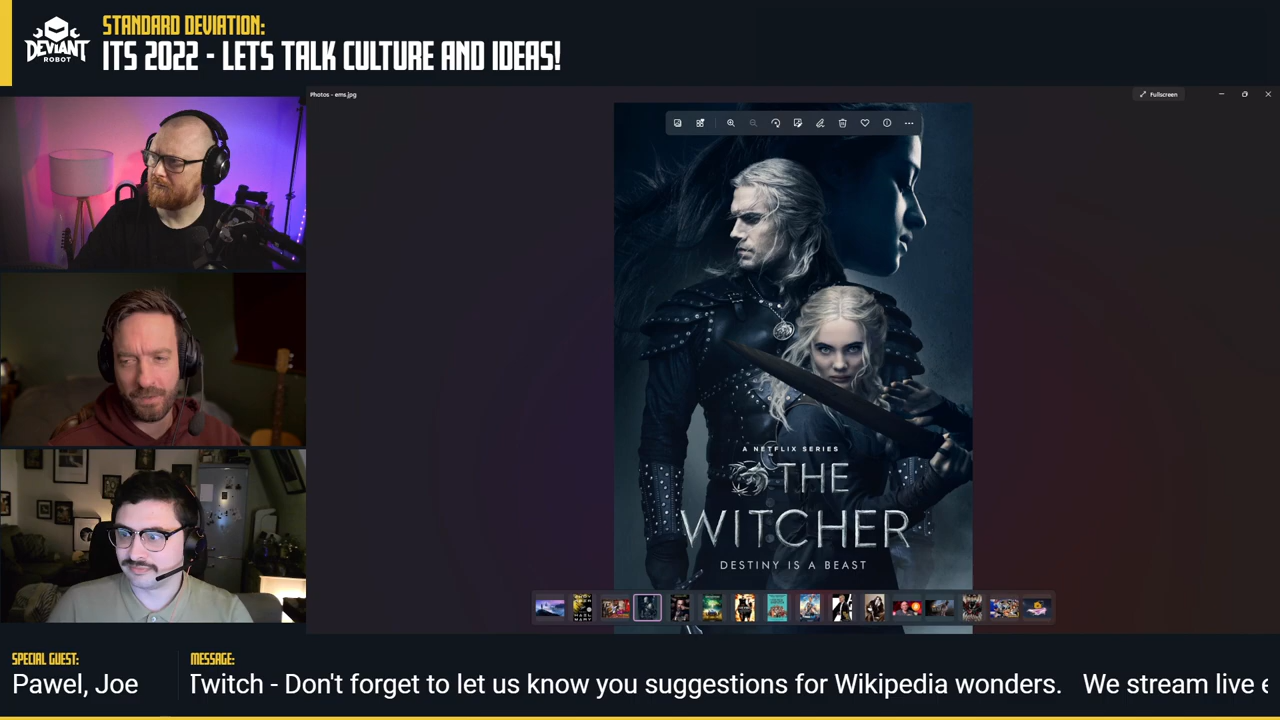 DEVIANT
ROBOT
STANDARD DEVIATION:
ITS 2022 - LETS TALK CULTURE AND IDEAS!
Photos - ems.jpg
Fullscreen
A NETFLIX SERIES
THE
WITCHER
DESTINY IS A BEAST
SPECIAL GUEST:
Pawel, Joe
MESSAGE:
Twitch - Don't forget to let us know you suggestions for Wikipedia wonders. We stream live e